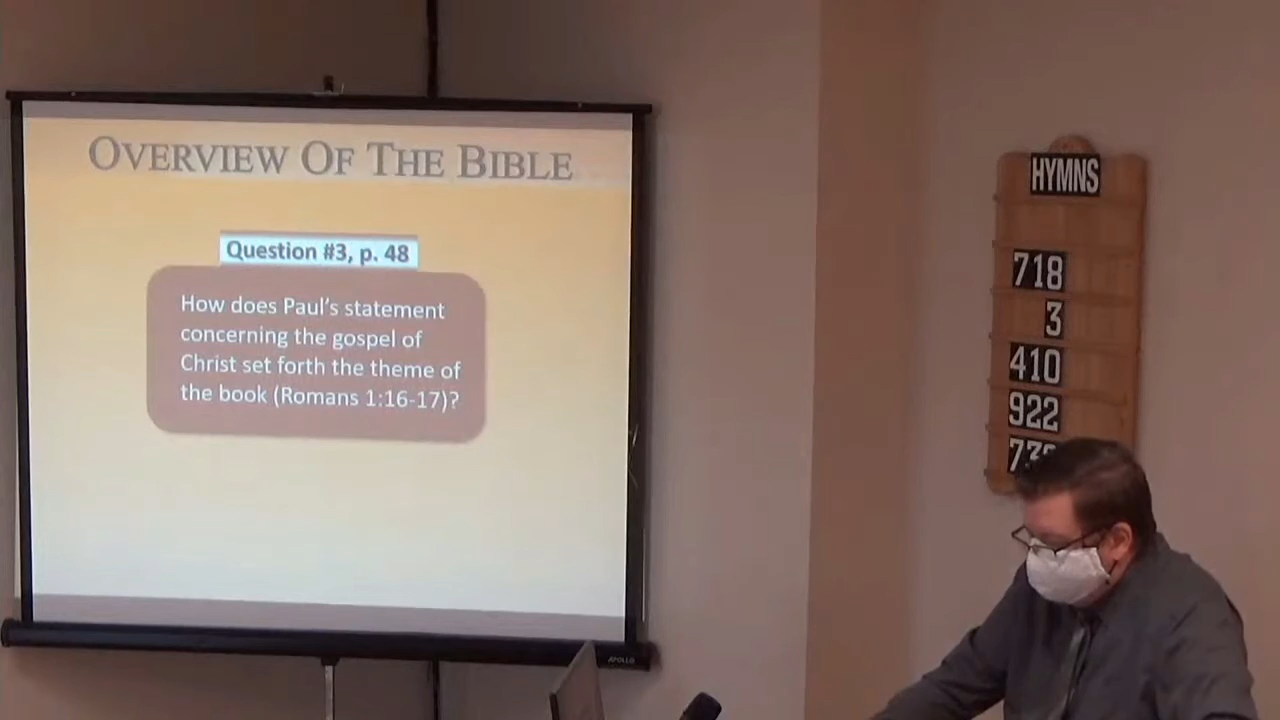 OVERVIEW OF THE BIBLE
Question #3, p. 48
How does Paul's statement
concerning the gospel of
Christ set forth the theme of
the book (Romans 1:16-17)?
APOLLO
HYMNS
718
3
410
922